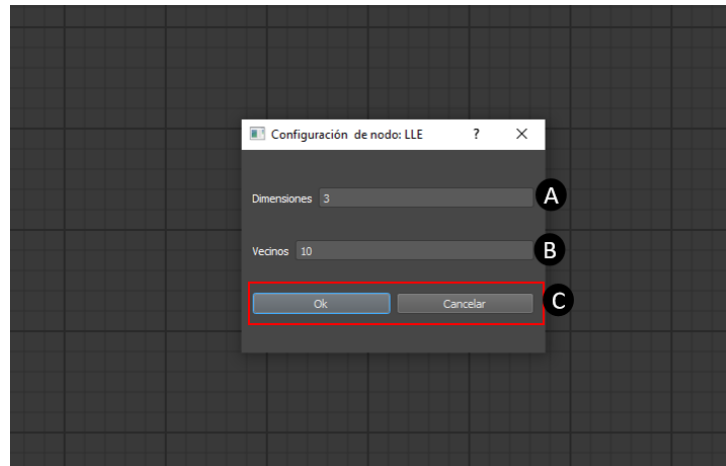 Configuración de nodo: LLE ? ×
Dimensiones 3 A
Vecinos 10 B
Ok Cancelar C